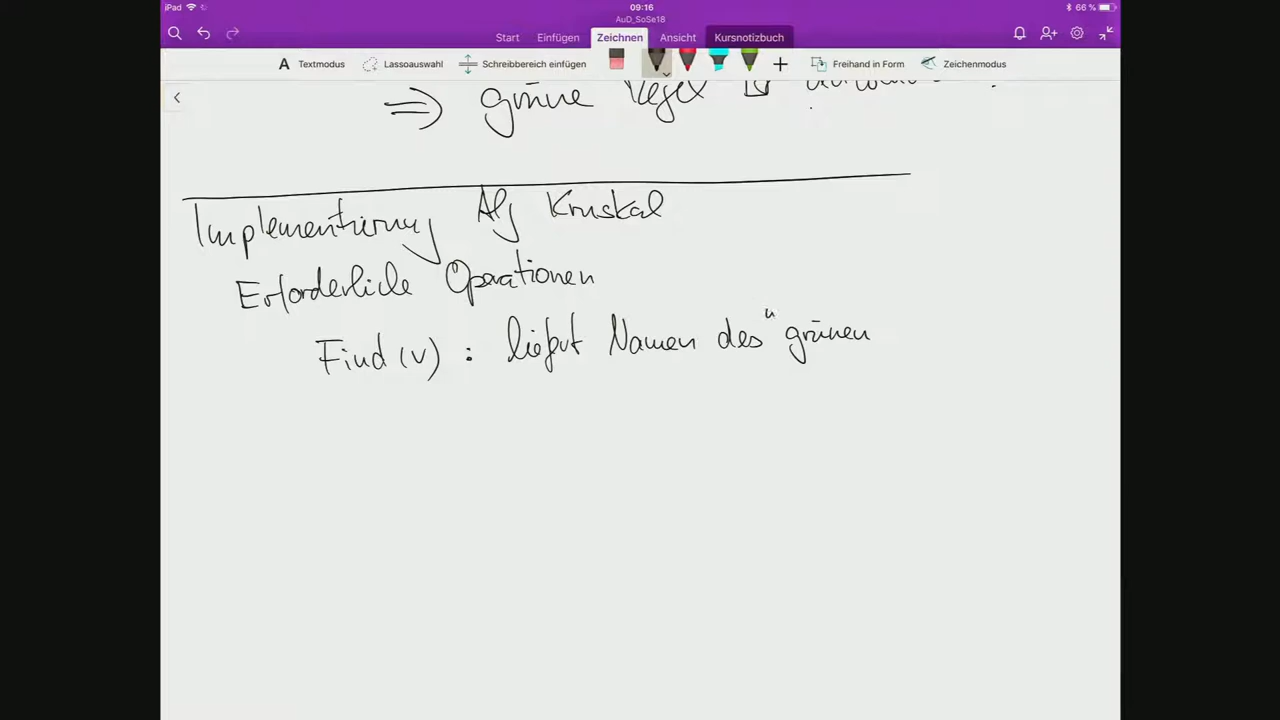 iPad 09:16 66 %
AuD_SoSe18
Start Einfügen Zeichnen Ansicht Kursnotizbuch
A Textmodus Lassoauswahl Schreibbereich einfügen Freihand in Form Zeichenmodus
⇒ grüne Regel
Implementierung Alg Kruskal
Erforderliche Operationen
Find(v) : liefert Namen des "grünen